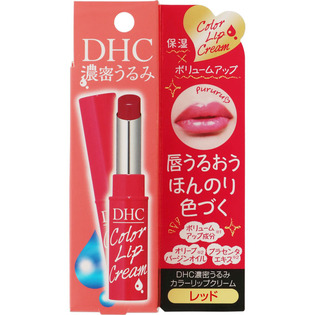 DHC
濃密うるみ
DHC
Color
Lip
Cream
Color
Lip
Cream
保湿
×
ボリュームアップ
pururun
唇うるおう
ほんのり
色づく
ボリューム
アップ成分
オリーブ
バージンオイル
プラセンタ
エキス
DHC濃密うるみ
カラーリップクリーム
レッド